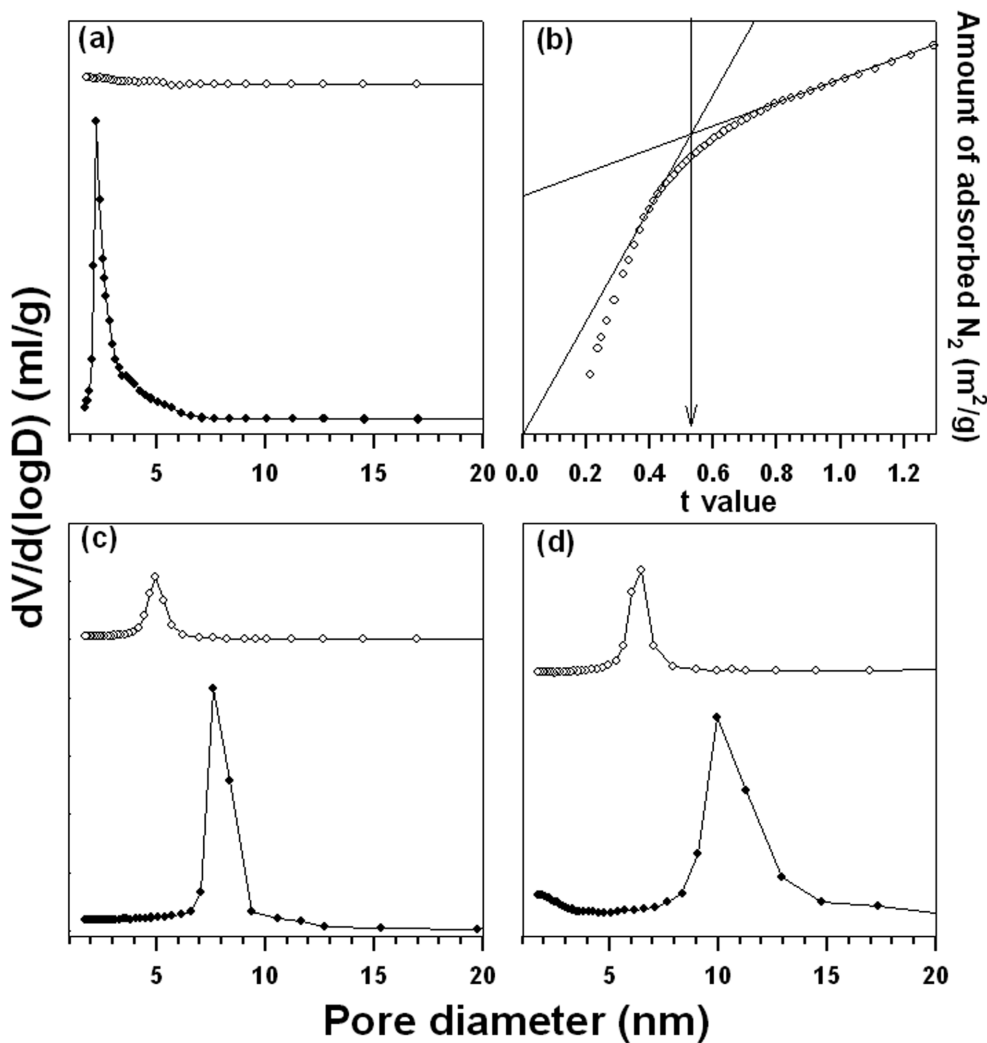 (a)
(b)
dV/d(logD) (ml/g)
Amount of adsorbed N₂ (m²/g)
5 10 15 20
0.0 0.2 0.4 0.6 0.8 1.0 1.2
t value
(c)
(d)
5 10 15 20
5 10 15 20
Pore diameter (nm)